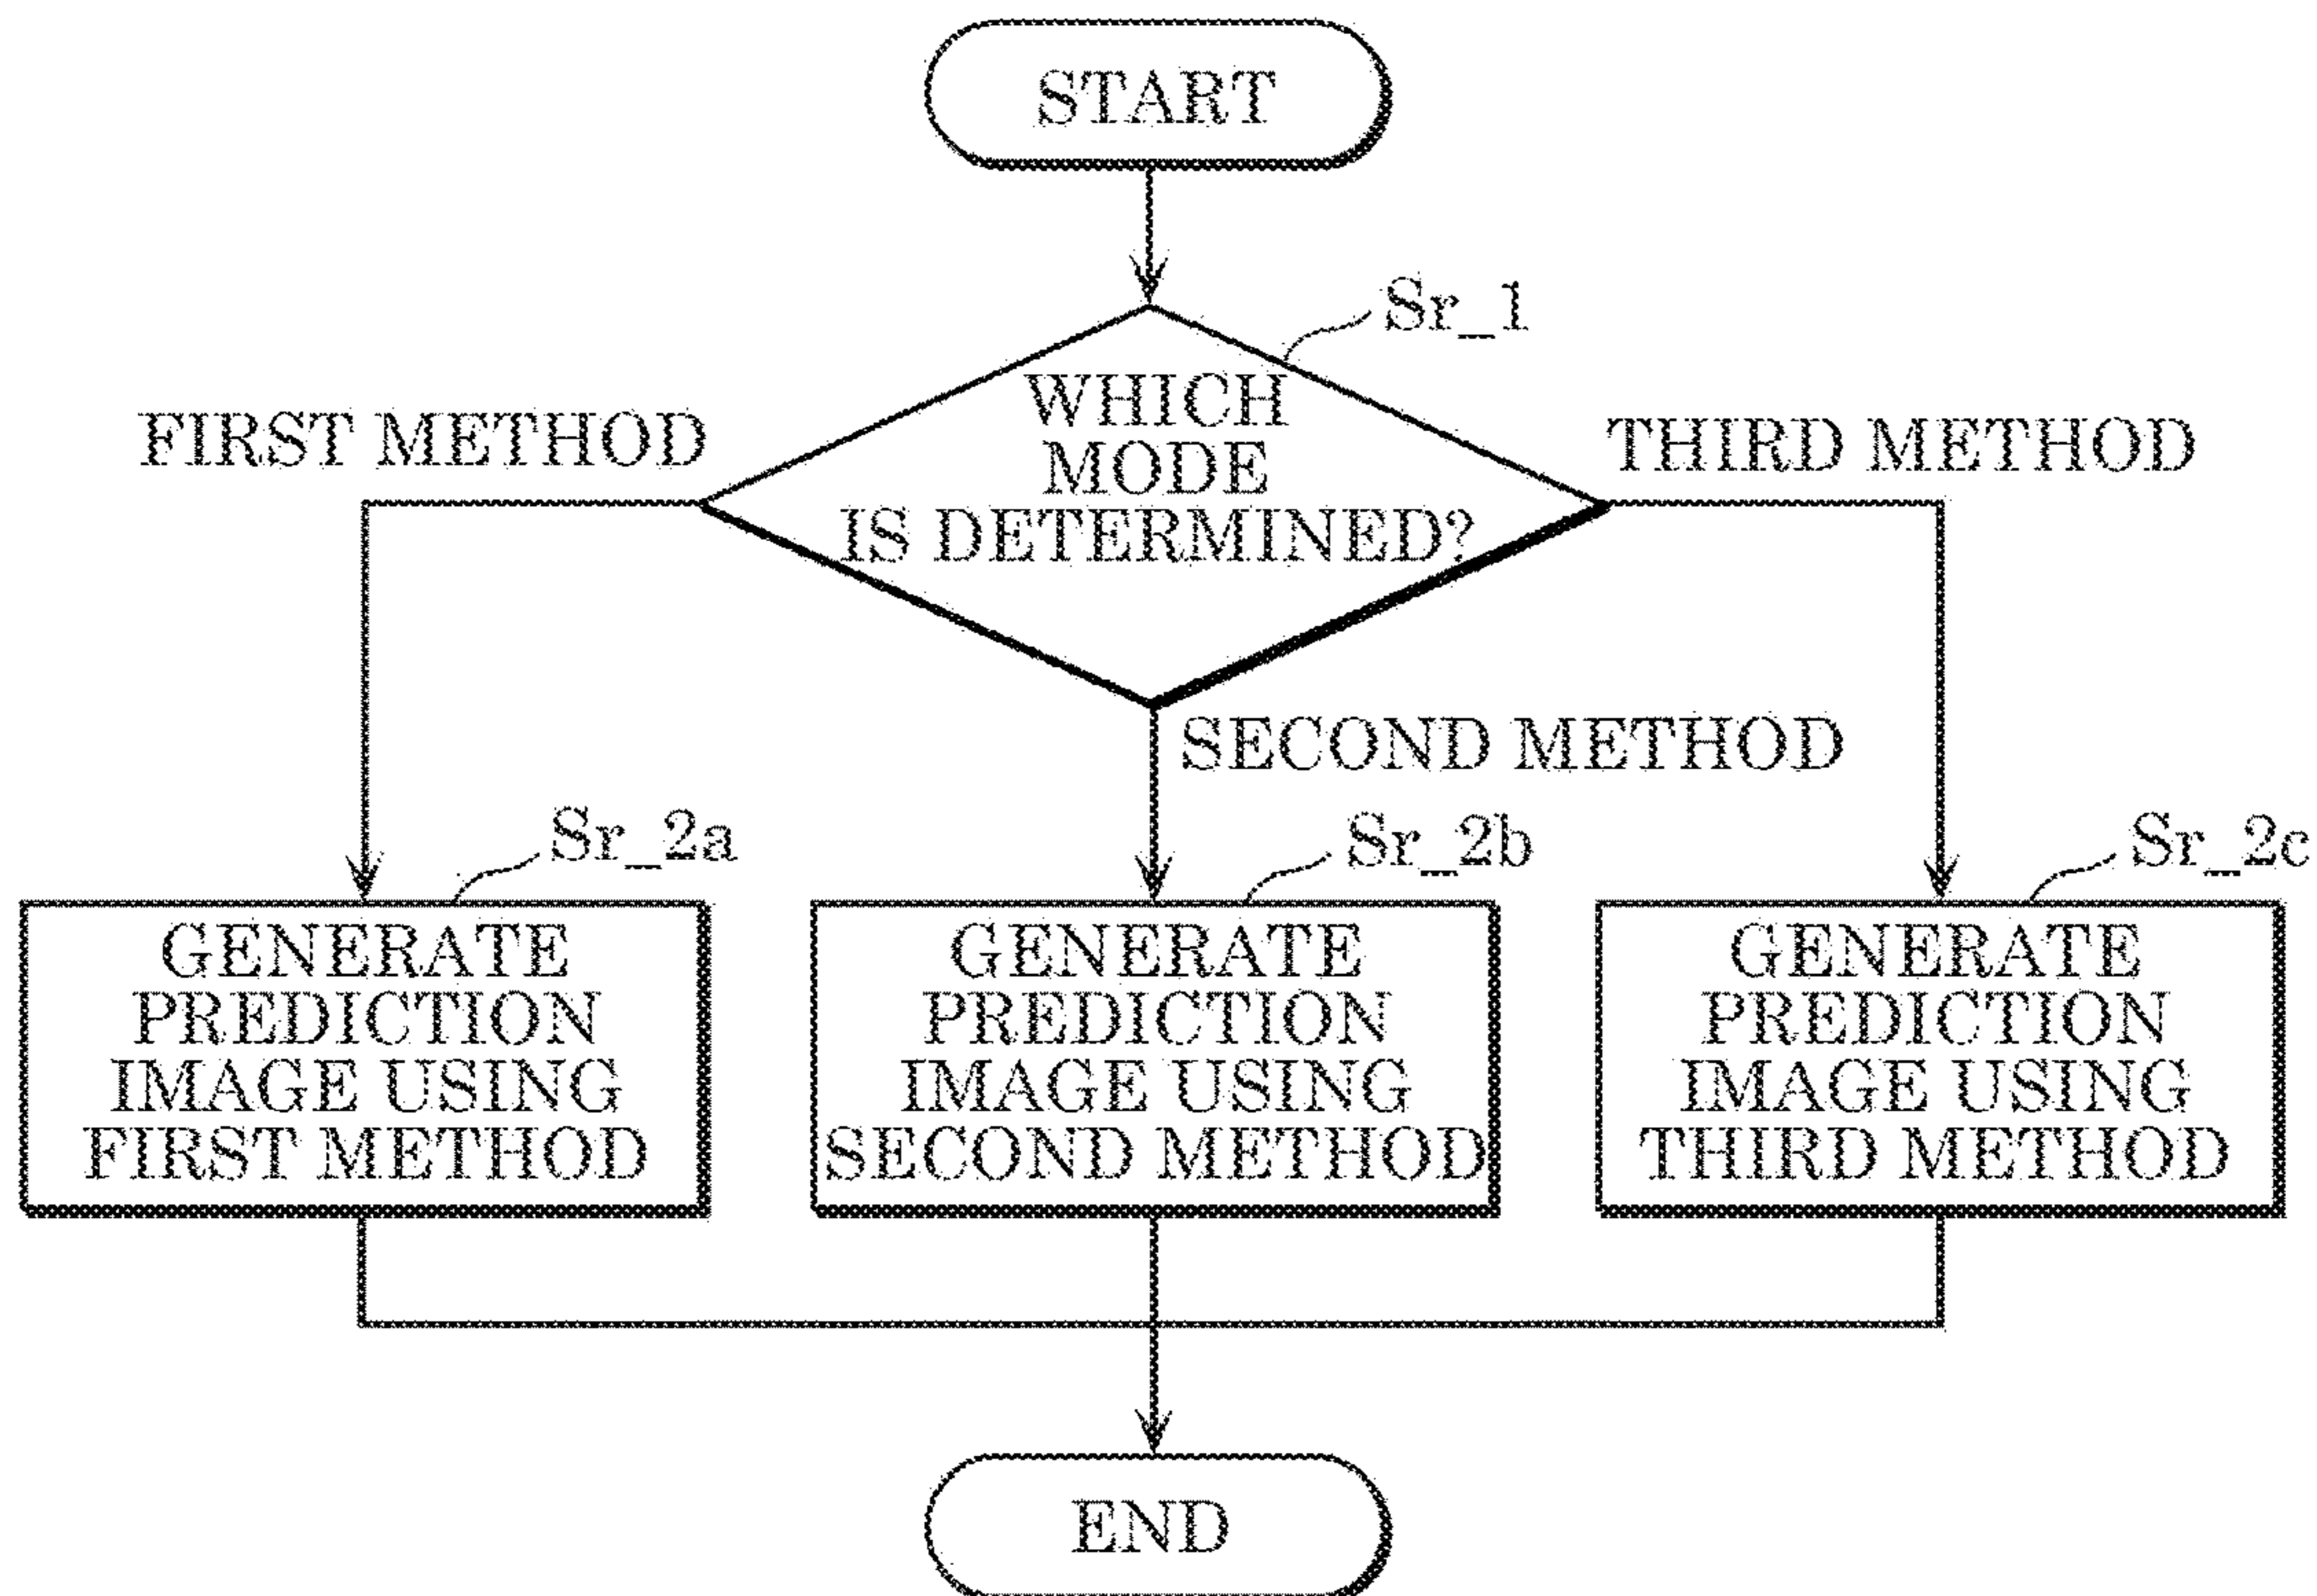 START
Sr_1
WHICH
MODE
IS DETERMINED?
FIRST METHOD
THIRD METHOD
SECOND METHOD
Sr_2a
GENERATE
PREDICTION
IMAGE USING
FIRST METHOD
Sr_2b
GENERATE
PREDICTION
IMAGE USING
SECOND METHOD
Sr_2c
GENERATE
PREDICTION
IMAGE USING
THIRD METHOD
END